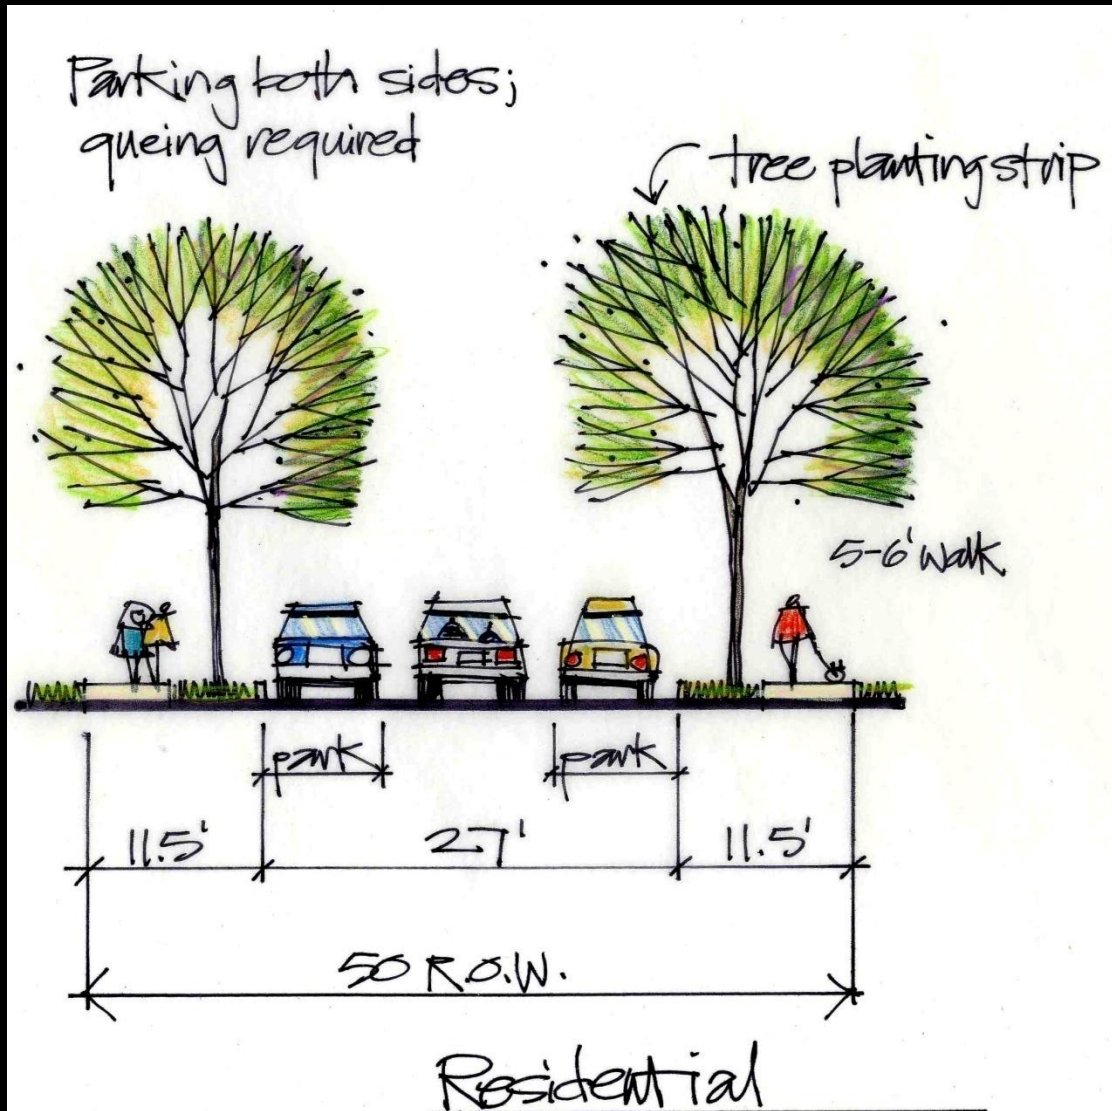 Parking both sides;
queing required
tree planting strip
5-6' walk
park
park
11.5'
27'
11.5'
50 R.O.W.
Residential